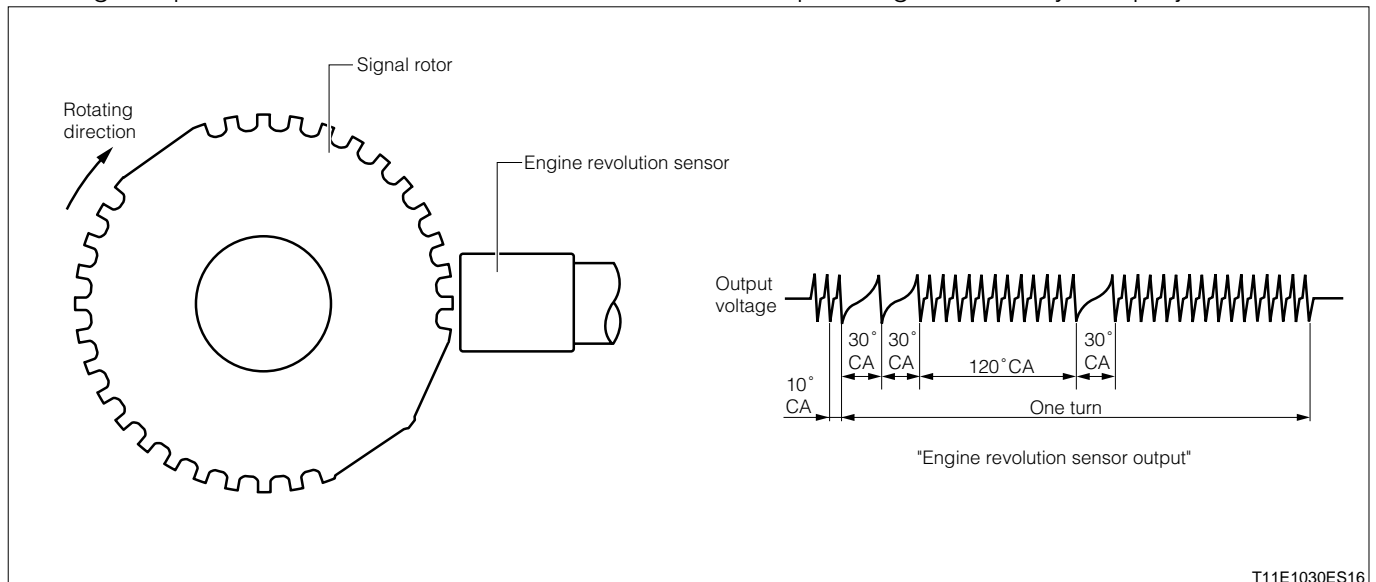 Signal rotor
Rotating
direction
Engine revolution sensor
Output
voltage
30°
CA
30°
CA
120°CA
30°
CA
10°
CA
One turn
"Engine revolution sensor output"
T11E1030ES16